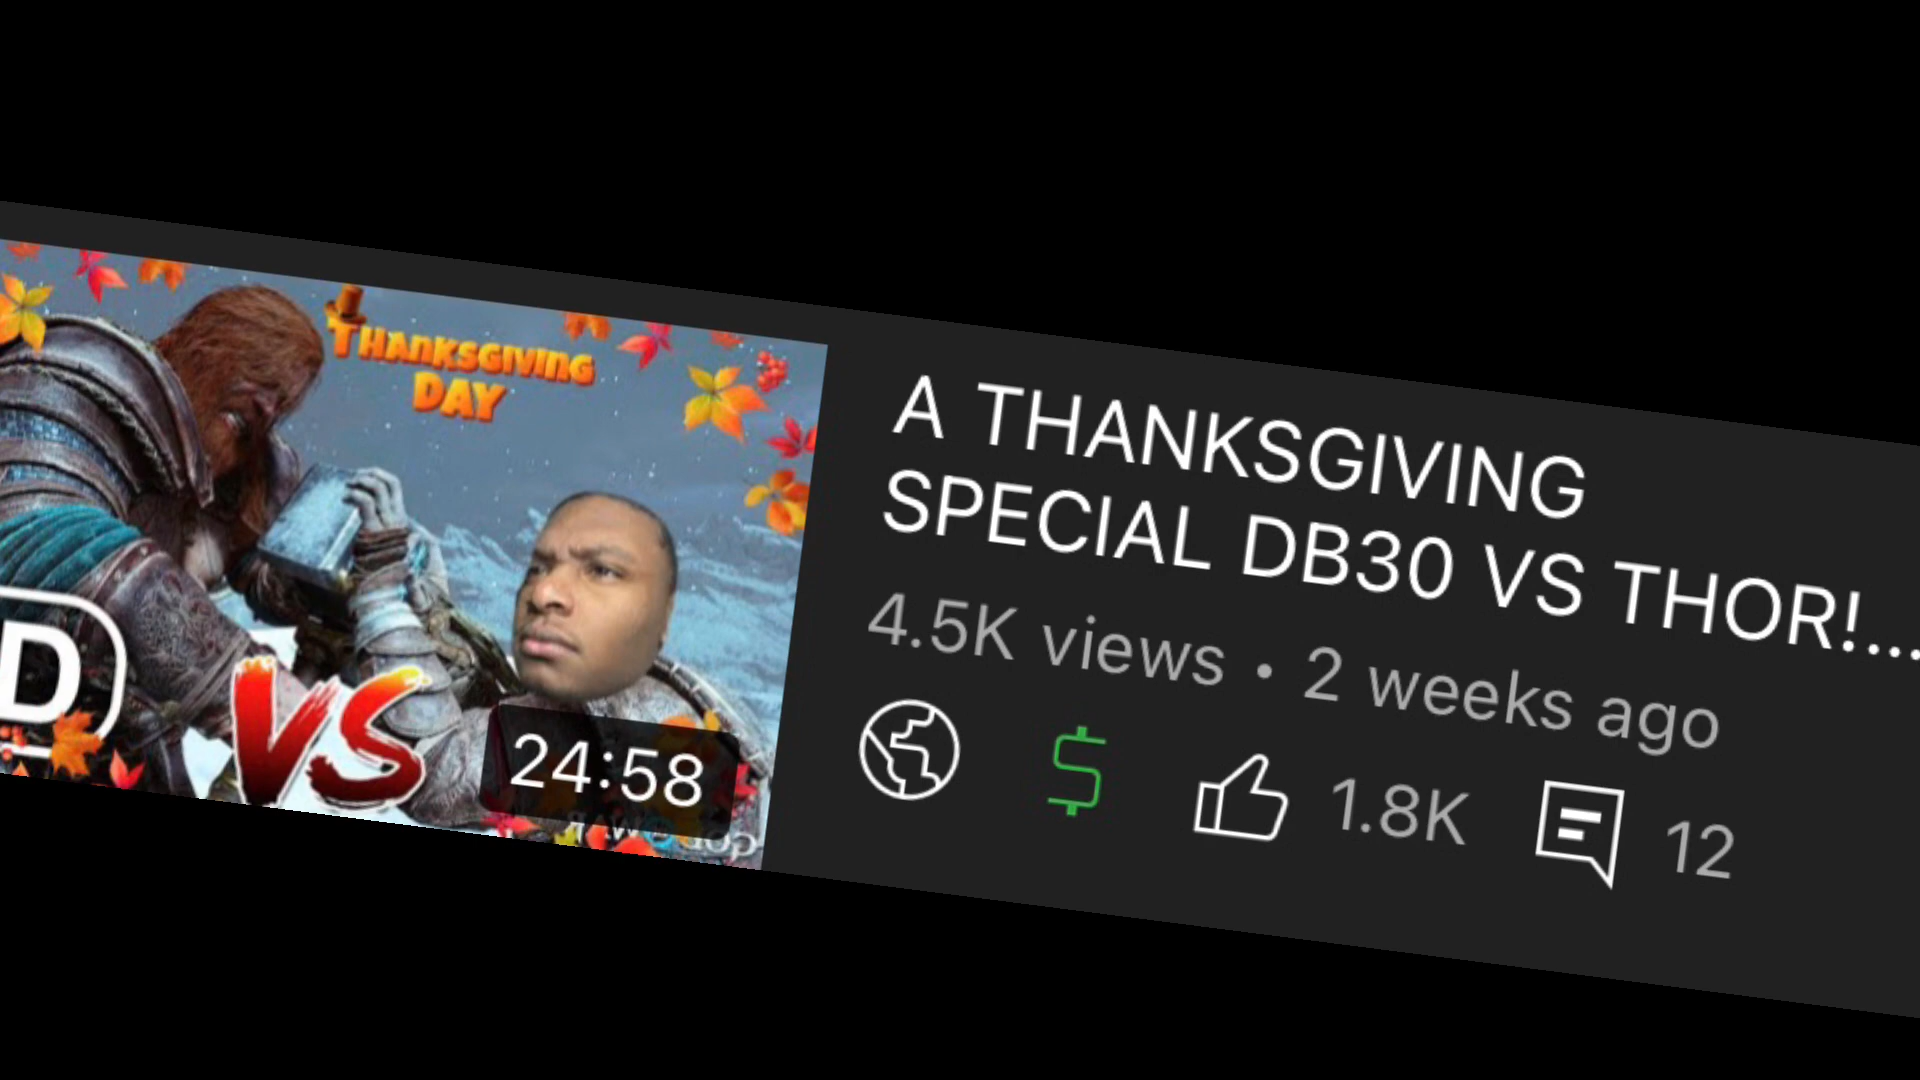 THANKSGIVING
DAY
D
VS
24:58
A THANKSGIVING
SPECIAL DB30 VS THOR!...
4.5K views • 2 weeks ago
1.8K 12